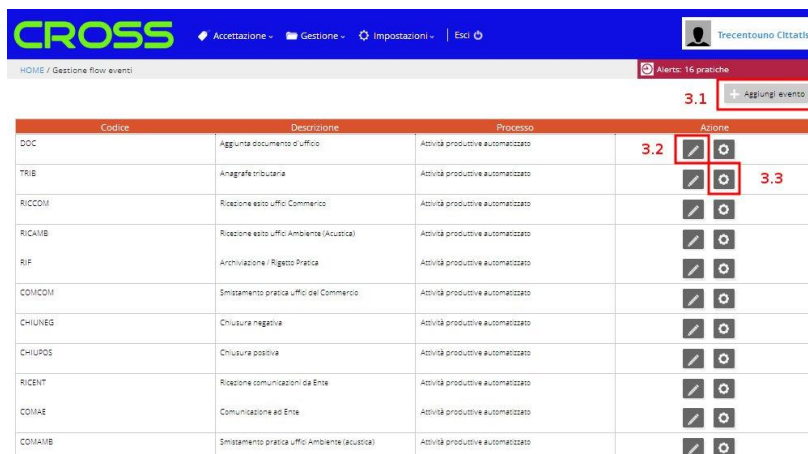 CROSS
Accettazione
Gestione
Impostazioni
Esci
Trecentouno Cittatis
HOME / Gestione flow eventi
Alerts: 16 pratiche
3.1
+ Aggiungi evento
Codice Descrizione Processo Azione
DOC Aggiunta documento d'ufficio Attività produttive automatizzato 3.2
TRIB Anagrafe tributaria Attività produttive automatizzato 3.3
RICCOM Ricezione esito uffici Commerico Attività produttive automatizzato
RICAMB Ricezione esito uffici Ambiente (Acustica) Attività produttive automatizzato
RIF Archiviazione / Rigetto Pratica Attività produttive automatizzato
COMCOM Smistamento pratica uffici del Commercio Attività produttive automatizzato
CHIUNEG Chiusura negativa Attività produttive automatizzato
CHIUPOS Chiusura positiva Attività produttive automatizzato
RICENT Ricezione comunicazioni da Ente Attività produttive automatizzato
COMAE Comunicazione ad Ente Attività produttive automatizzato
COMAMB Smistamento pratica uffici Ambiente (acustica) Attività produttive automatizzato